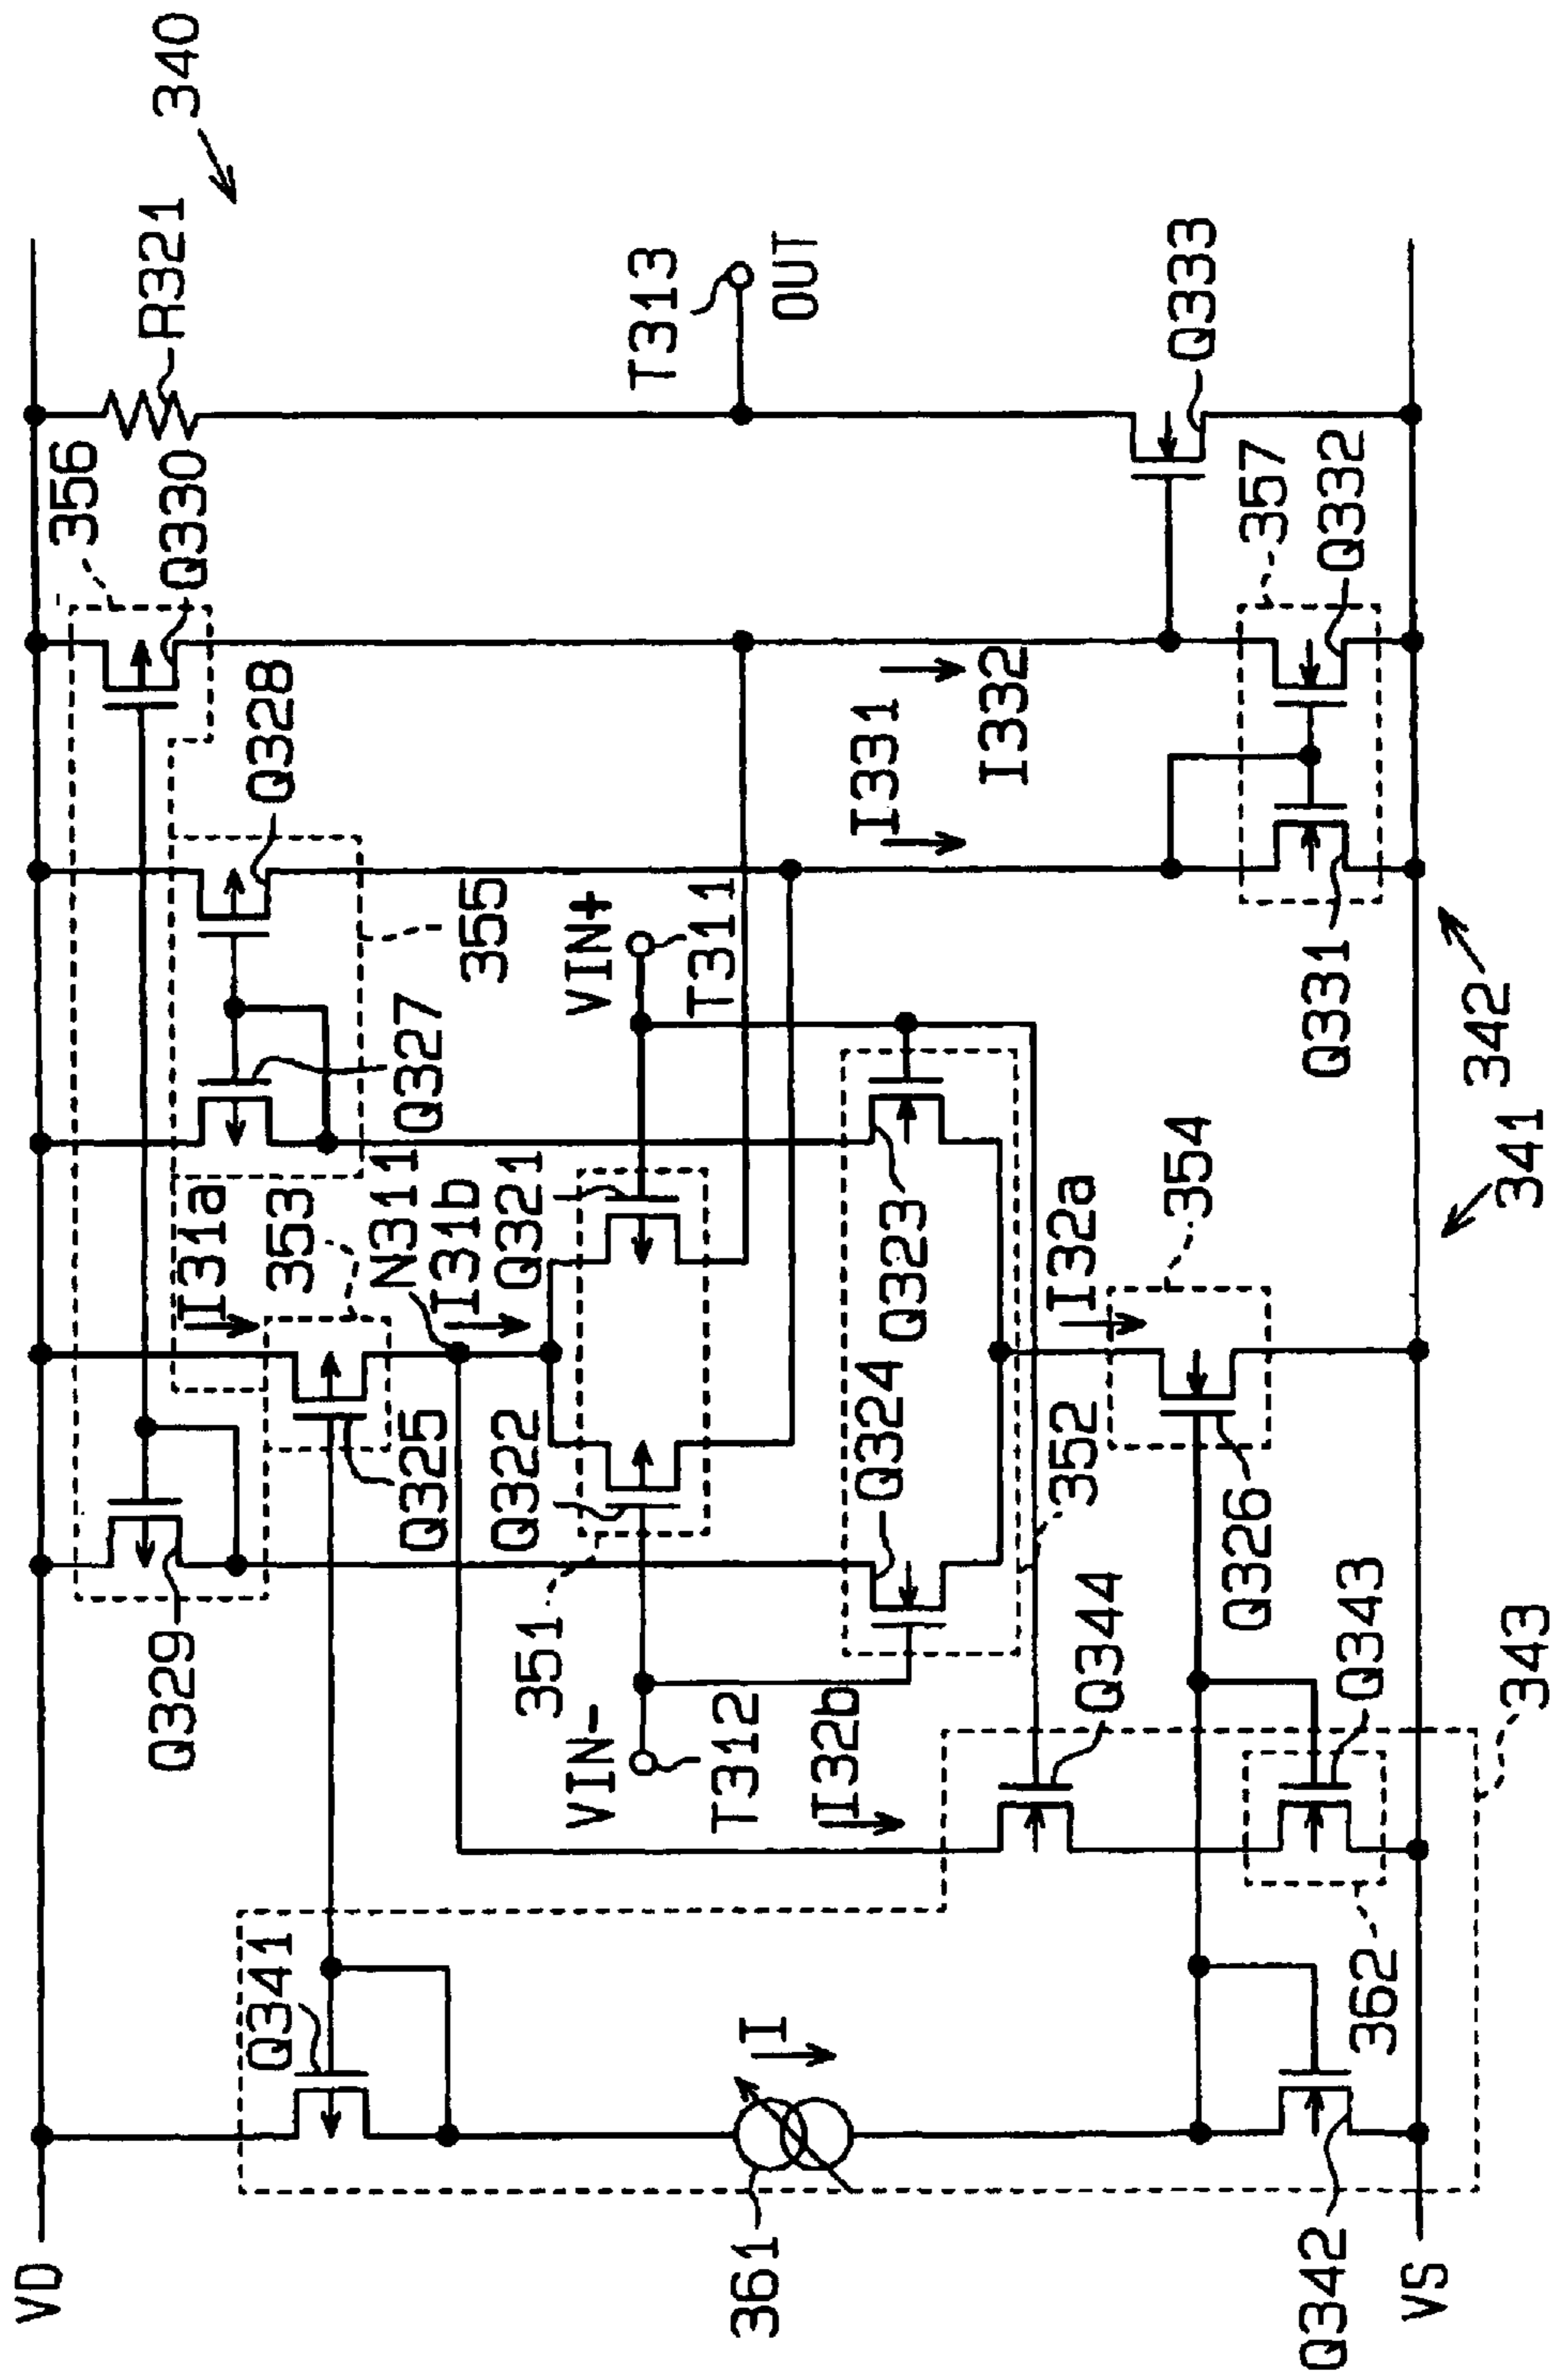 340
VD
Q329
I31a
353
N311
I31b
Q325
Q327
355
Q328
356
Q330
R321
Q341
351
Q322
Q321
VIN-
T312
VIN+
T311
T313
OUT
I
361
I32b
Q324
Q323
352
I331
I332
Q344
I32a
354
Q326
Q343
362
Q342
Q331
357
Q332
Q333
VS
343
341
342